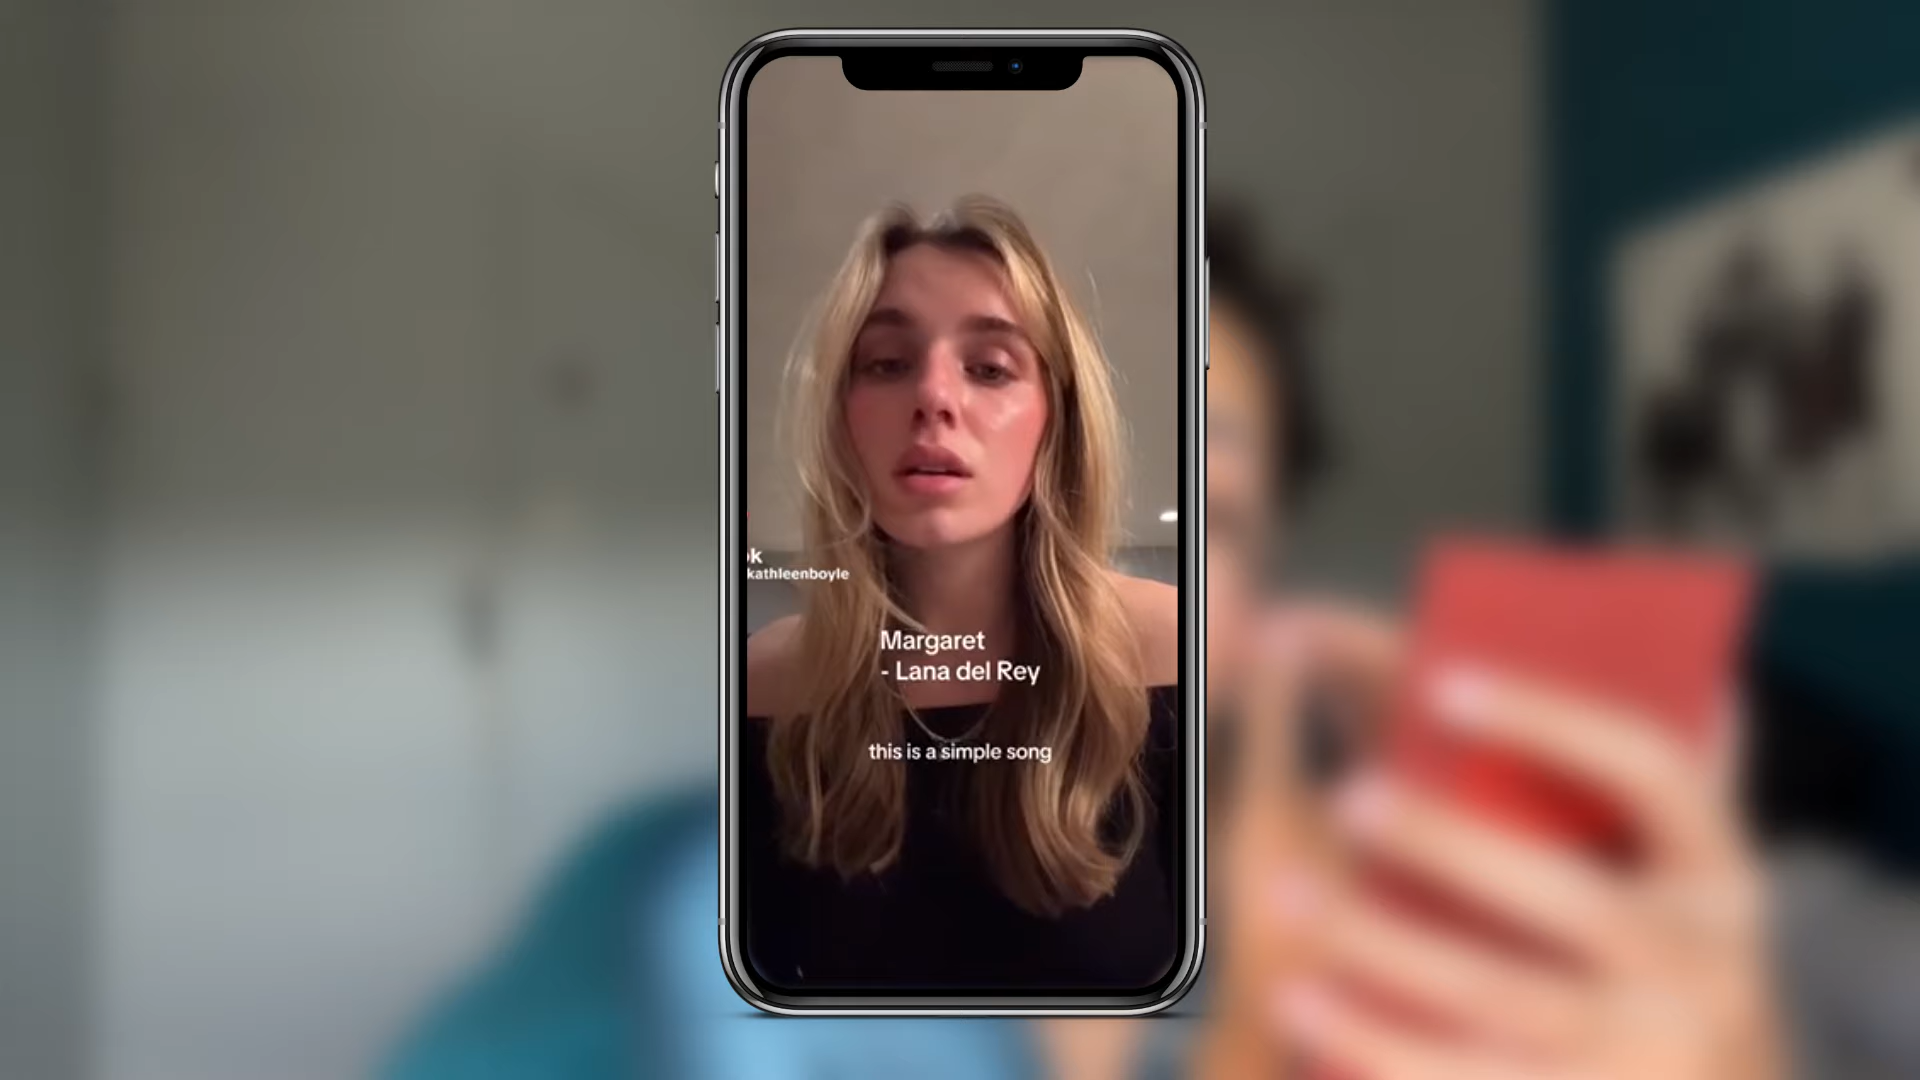 k
kathleenboyle
Margaret
- Lana del Rey
this is a simple song